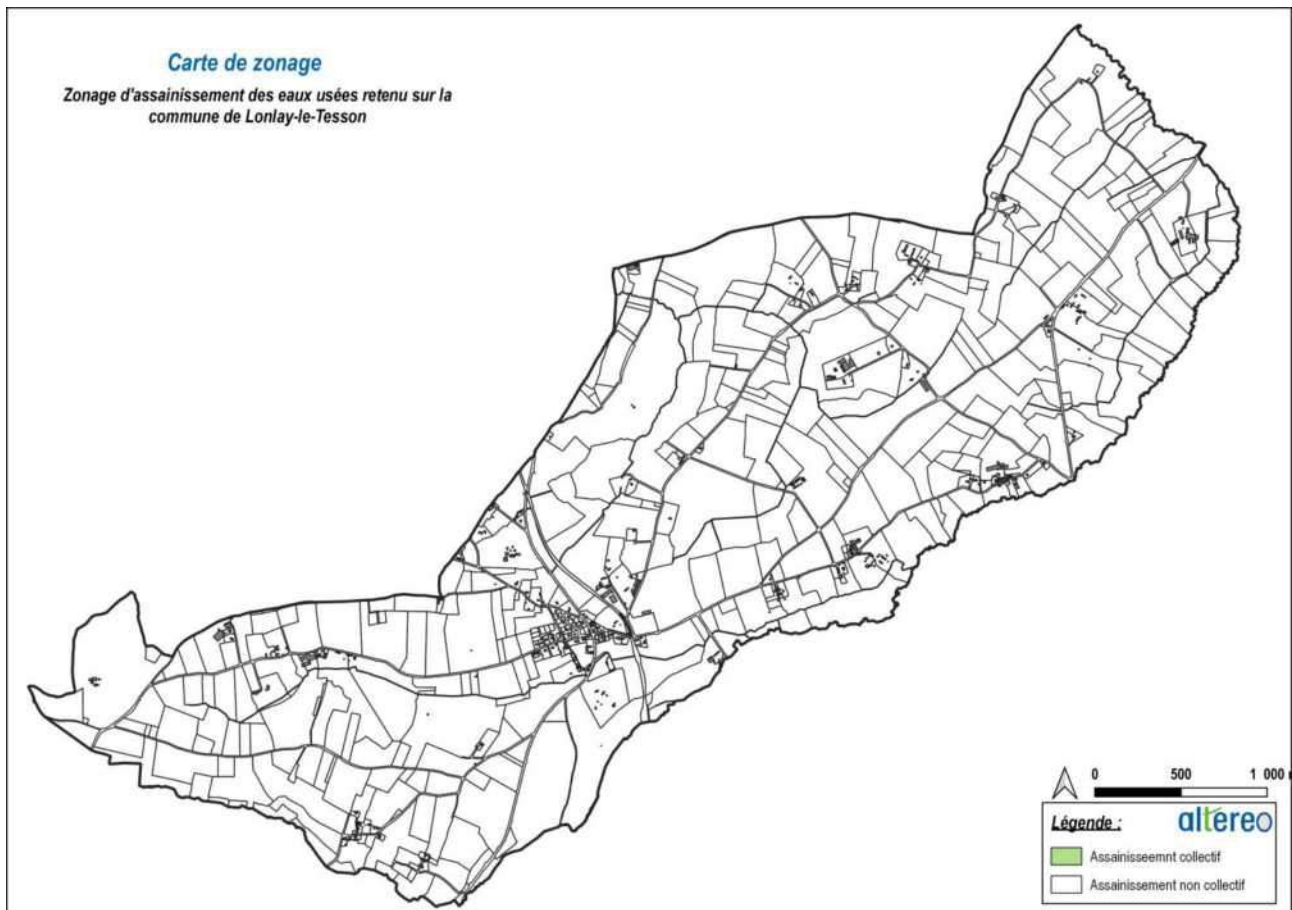 Carte de zonage
Zonage d'assainissement des eaux usées retenu sur la
commune de Lonlay-le-Tesson
0 500 1 000 m
Légende :
altereo
Assainisseemnt collectif
Assainissement non collectif